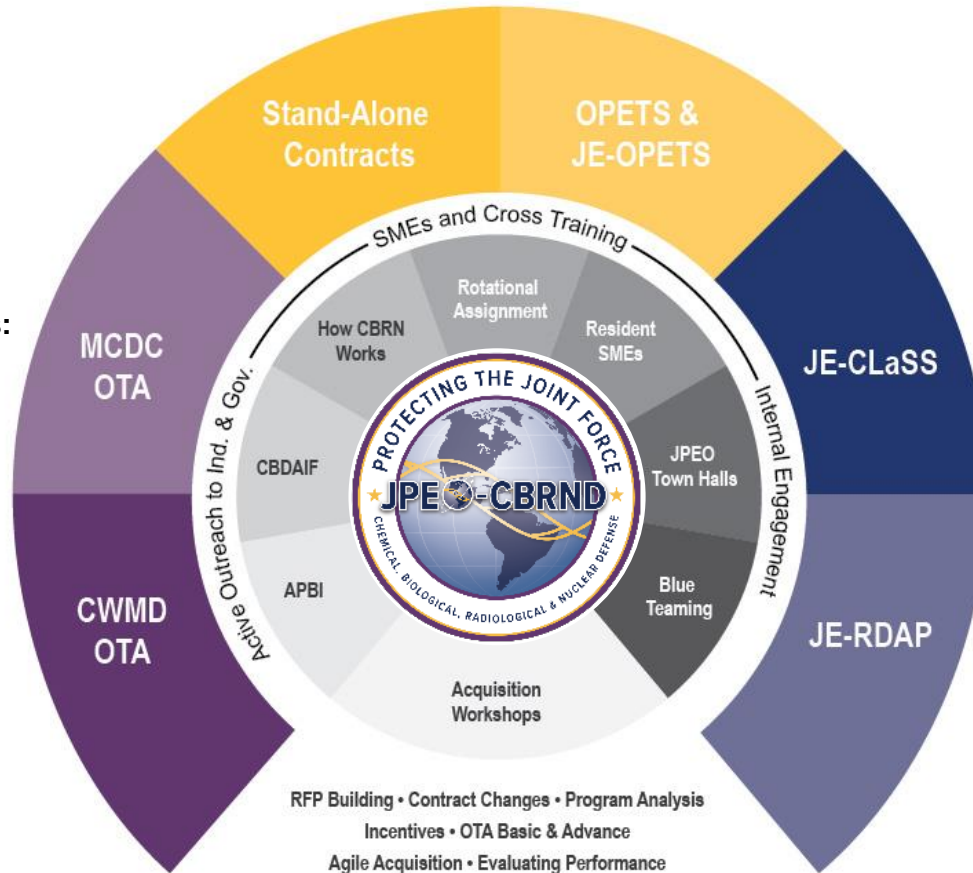 Stand-Alone
Contracts
OPETS &
JE-OPETS
MCDC
OTA
JE-CLaSS
CWMD
OTA
JE-RDAP
SMEs and Cross Training
Active Outreach to Ind. & Gov.
Internal Engagement
Rotational
Assignment
How CBRN
Works
Resident
SMEs
CBDAIF
JPEO
Town Halls
APBI
Blue
Teaming
Acquisition
Workshops
PROTECTING THE JOINT FORCE
JPEO-CBRND
CHEMICAL, BIOLOGICAL, RADIOLOGICAL & NUCLEAR DEFENSE
RFP Building • Contract Changes • Program Analysis
Incentives • OTA Basic & Advance
Agile Acquisition • Evaluating Performance